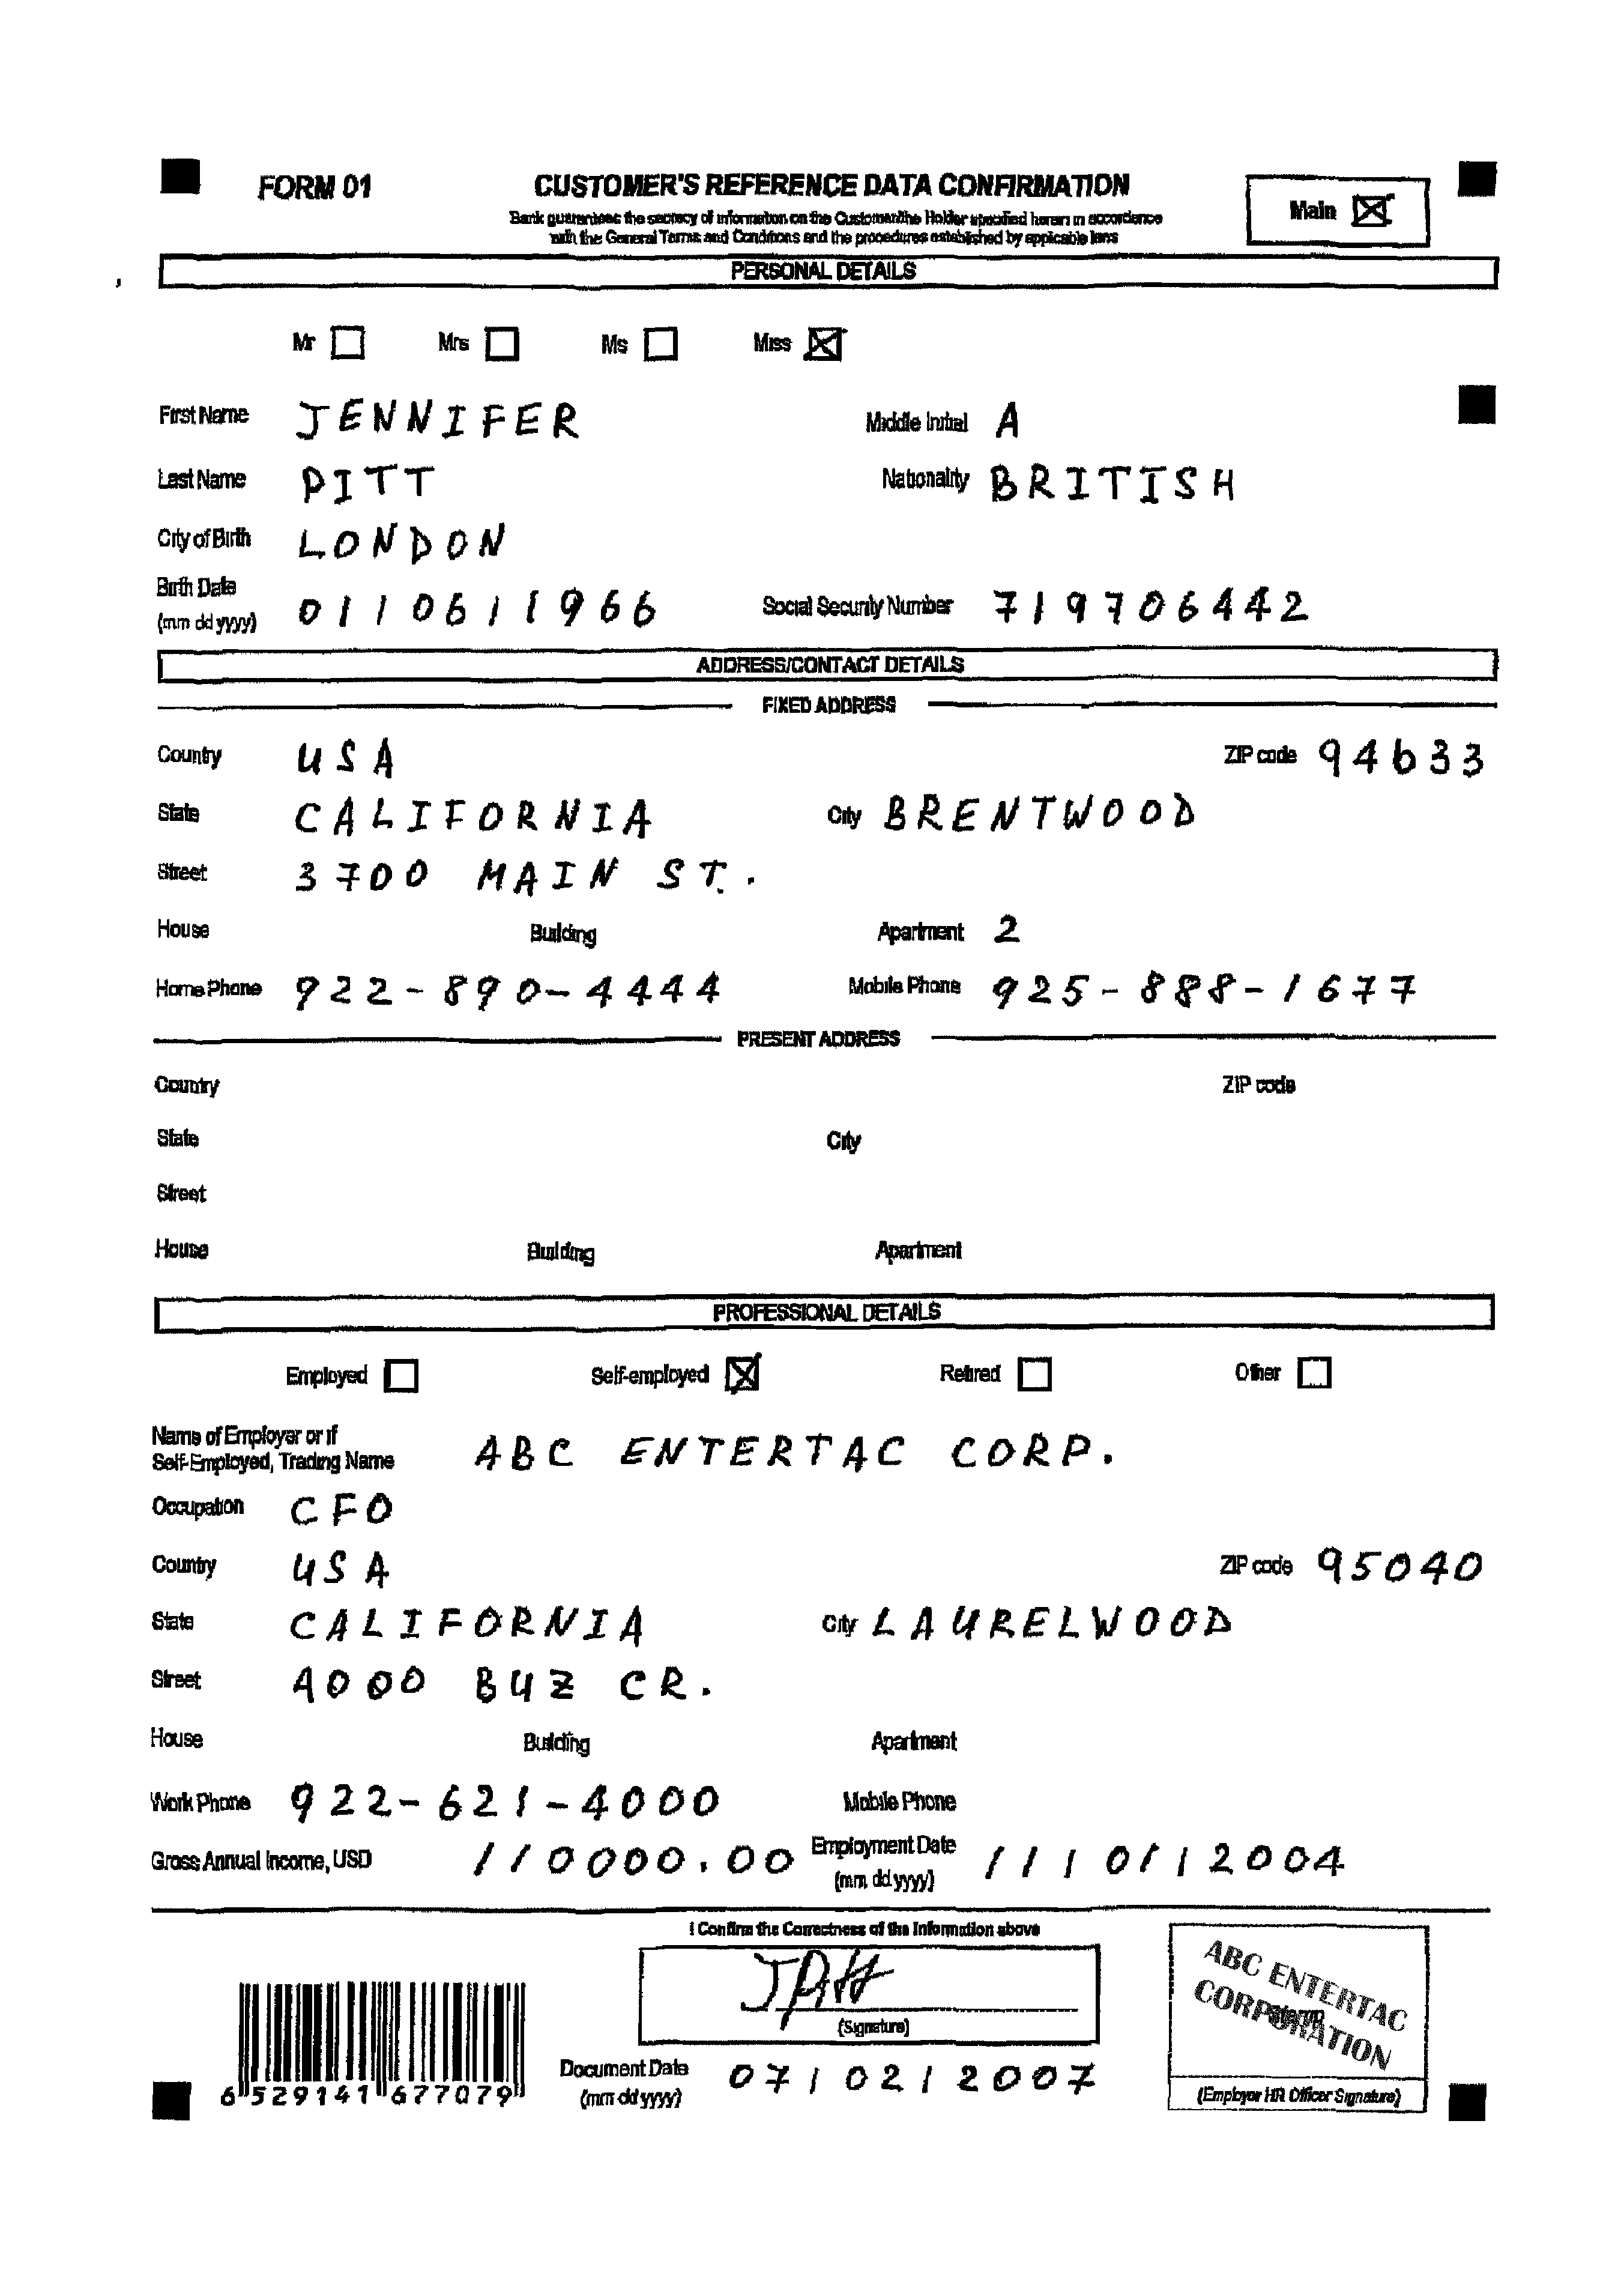 FORM 01
CUSTOMER'S REFERENCE DATA CONFIRMATION
Bank guarantees the secrecy of information on the Customer/the Holder specified herein in accordance
with the General Terms and Conditions and the procedures established by applicable laws
Main
PERSONAL DETAILS
Mr Mrs Ms Miss
First Name JENNIFER Middle Initial A
Last Name PITT Nationality BRITISH
City of Birth LONDON
Birth Date
(mm dd yyyy) 01/06/1966 Social Security Number 719706442
ADDRESS/CONTACT DETAILS
FIXED ADDRESS
Country USA ZIP code 94633
State CALIFORNIA City BRENTWOOD
Street 3700 MAIN ST.
House Building Apartment 2
Home Phone 922-890-4444 Mobile Phone 925-888-1677
PRESENT ADDRESS
Country ZIP code
State City
Street
House Building Apartment
PROFESSIONAL DETAILS
Employed Self-employed Retired Other
Name of Employer or if
Self-Employed, Trading Name ABC ENTERTAC CORP.
Occupation CFO
Country USA ZIP code 95040
State CALIFORNIA City LAURELWOOD
Street 4000 BUZ CR.
House Building Apartment
Work Phone 922-621-4000 Mobile Phone
Gross Annual Income, USD 110000.00 Employment Date
(mm dd yyyy) 11/01/2004
I Confirm the Correctness of the Information above
JPitt
(Signature)
Document Date
(mm dd yyyy) 07/02/2007
6 529141 677079
ABC ENTERTAC
CORPORATION
Stamp
(Employer HR Officer Signature)